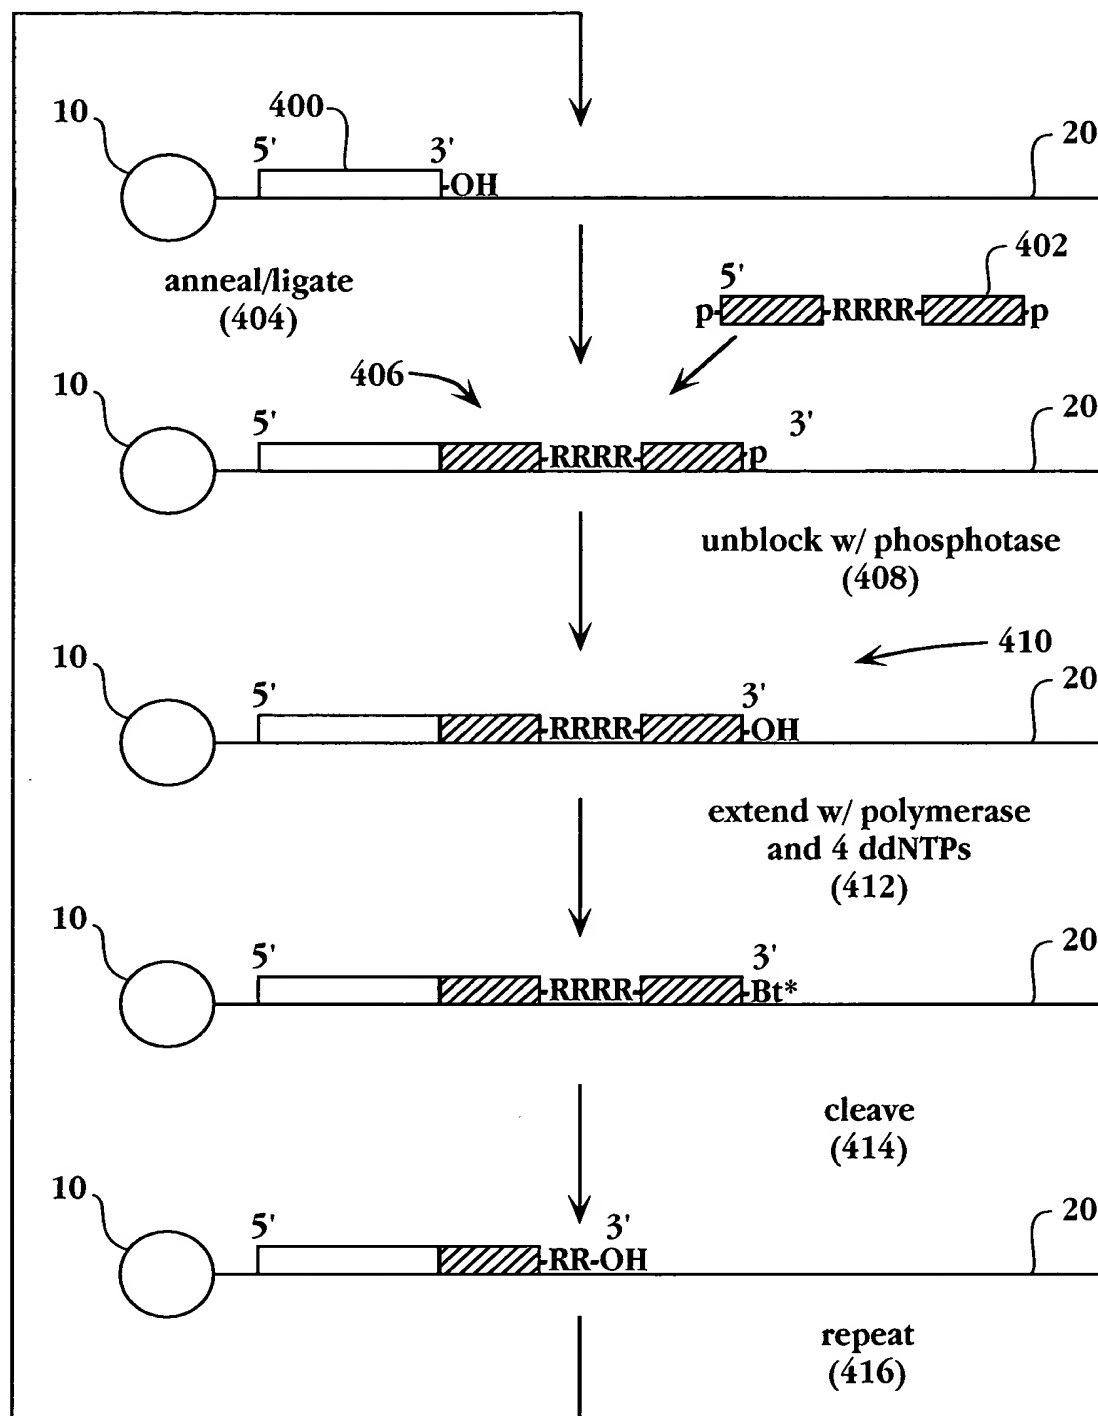 10
400
20
5'
3'
-OH
402
anneal/ligate
(404)
5'
p- -RRRR- -p
406
10
20
5'
3'
-RRRR- -p
unblock w/ phosphotase
(408)
410
10
20
5'
3'
-RRRR- -OH
extend w/ polymerase
and 4 ddNTPs
(412)
10
20
5'
3'
-RRRR- -Bt*
cleave
(414)
10
20
5'
3'
-RR-OH
repeat
(416)